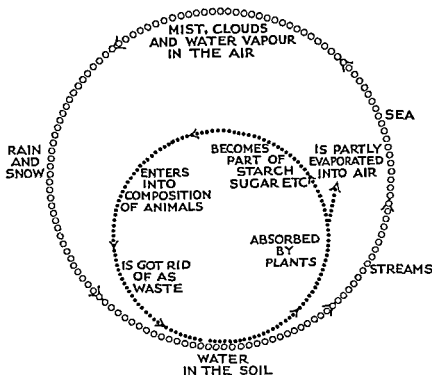 MIST, CLOUDS
AND WATER VAPOUR
IN THE AIR
SEA
RAIN
AND
SNOW
BECOMES
PART OF
STARCH
SUGAR ETC.
IS PARTLY
EVAPORATED
INTO AIR
ENTERS
INTO
COMPOSITION
OF ANIMALS
ABSORBED
BY
PLANTS
IS GOT RID
OF AS
WASTE
STREAMS
WATER
IN THE SOIL